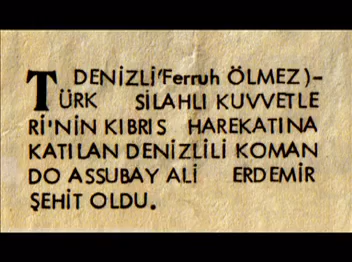 DENİZLİ(Ferruh ÖLMEZ)-
TÜRK SİLAHLI KUVVETLE
Rİ'NİN KIBRIS HAREKATINA
KATILAN DENİZLİLİ KOMAN
DO ASSUBAY ALİ ERDEMİR
ŞEHİT OLDU.